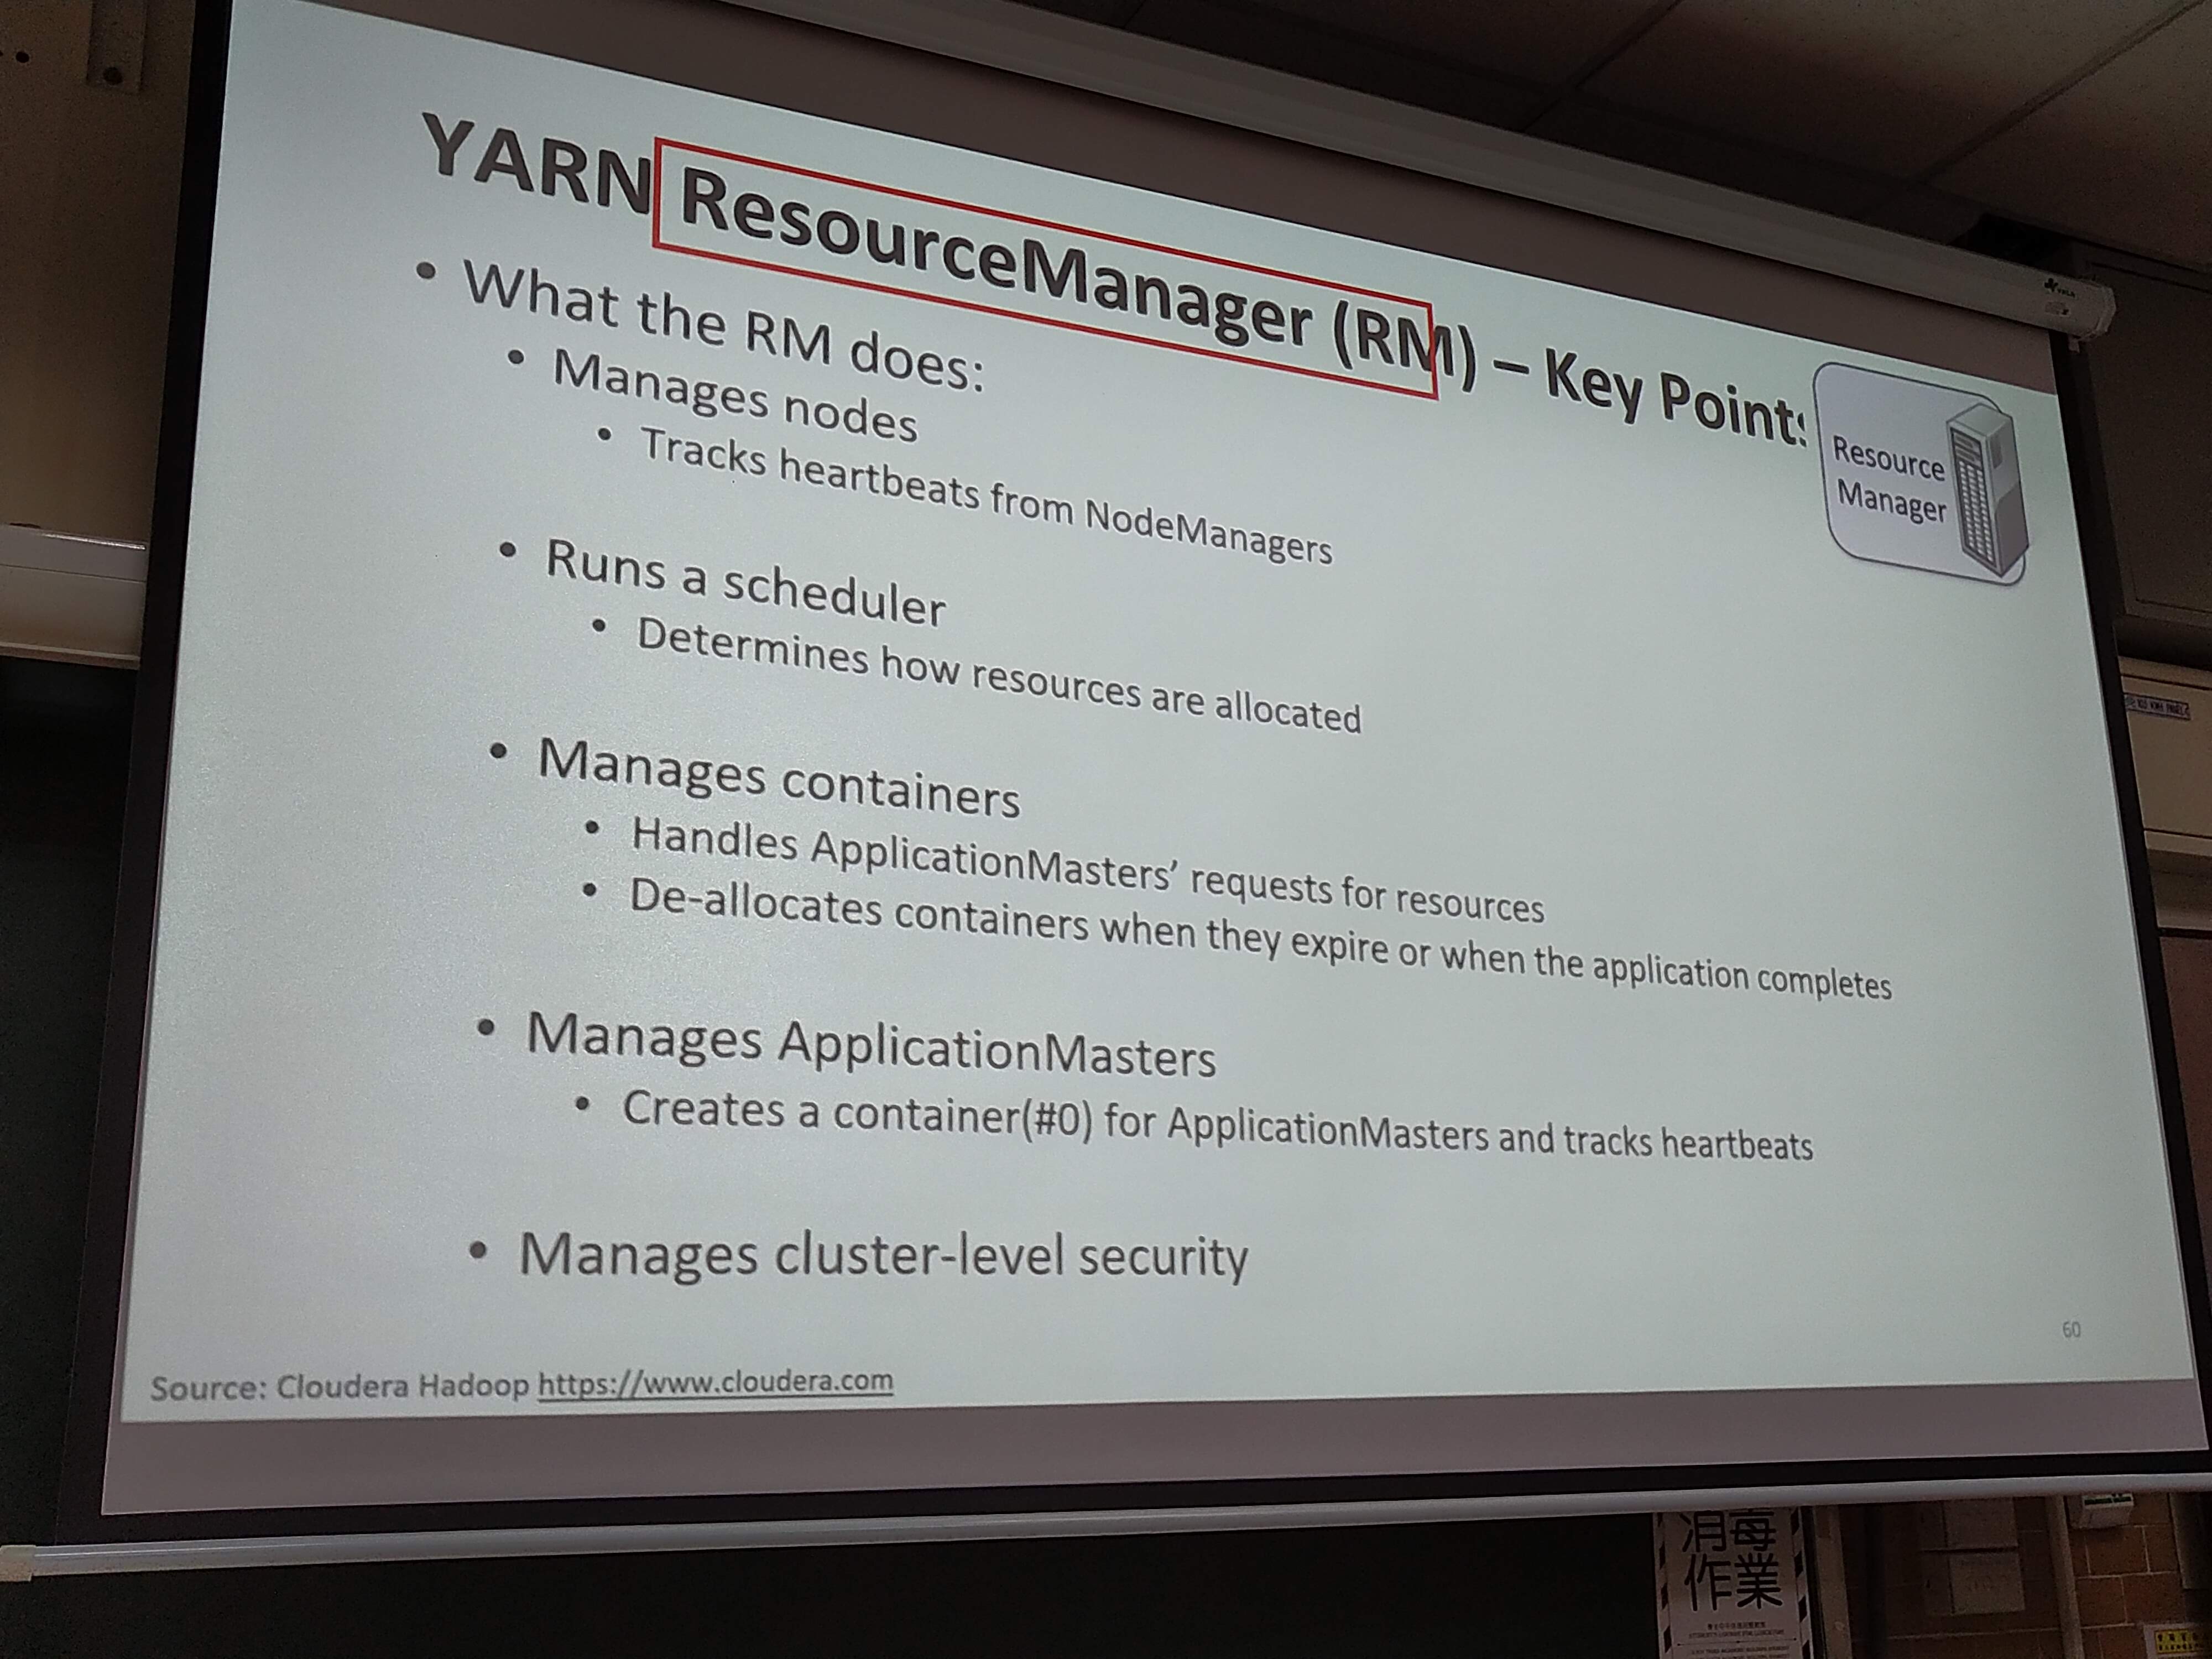 YARN ResourceManager (RM) – Key Points
Resource
Manager
• What the RM does:
• Manages nodes
• Tracks heartbeats from NodeManagers
• Runs a scheduler
• Determines how resources are allocated
• Manages containers
• Handles ApplicationMasters’ requests for resources
• De-allocates containers when they expire or when the application completes
• Manages ApplicationMasters
• Creates a container(#0) for ApplicationMasters and tracks heartbeats
• Manages cluster-level security
60
Source: Cloudera Hadoop https://www.cloudera.com
消毒
作業